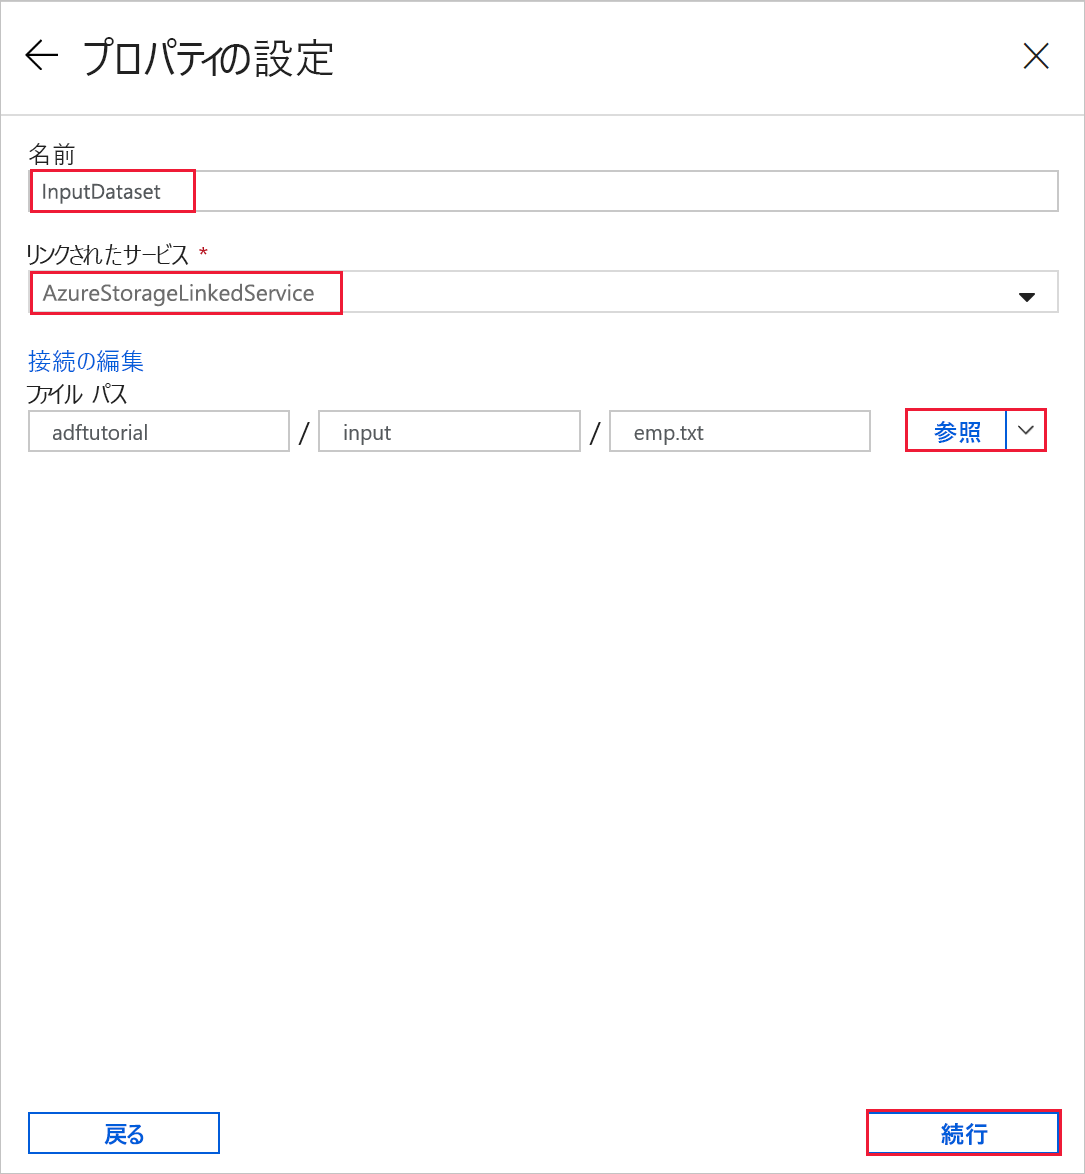 プロパティの設定
名前
InputDataset
リンクされたサービス *
AzureStorageLinkedService
接続の編集
ファイル パス
adftutorial / input / emp.txt 参照
戻る 続行